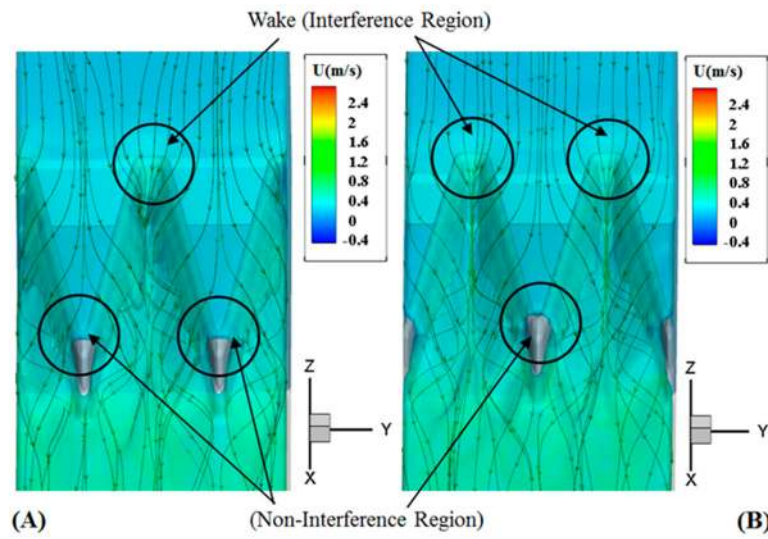 Wake (Interference Region)
U(m/s)
2.4
2
1.6
1.2
0.8
0.4
0
-0.4
Z
Y
X
U(m/s)
2.4
2
1.6
1.2
0.8
0.4
0
-0.4
Z
Y
X
(A)
(Non-Interference Region)
(B)